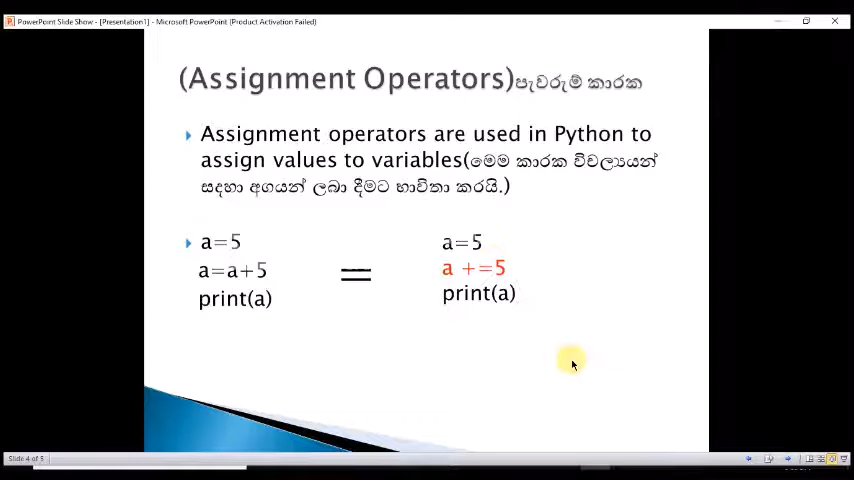 PowerPoint Slide Show - [Presentation1] - Microsoft PowerPoint (Product Activation Failed)
(Assignment Operators)පැවරුම් කාරක
Assignment operators are used in Python to
assign values to variables(මෙම කාරක විචල්‍යයන්
සදහා අගයන් ලබා දීමට භාවිතා කරයි.)
a=5
a=a+5
print(a)
=
a=5
a +=5
print(a)
Slide 4 of 5